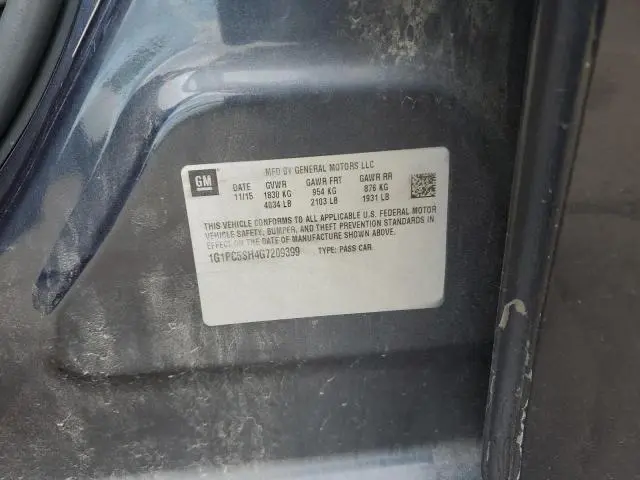 MFD BY GENERAL MOTORS LLC
GM
DATE GVWR GAWR FRT GAWR RR
11/15 1830 KG 954 KG 876 KG
4034 LB 2103 LB 1931 LB
THIS VEHICLE CONFORMS TO ALL APPLICABLE U.S. FEDERAL MOTOR
VEHICLE SAFETY, BUMPER, AND THEFT PREVENTION STANDARDS IN
EFFECT ON THE DATE OF MANUFACTURE SHOWN ABOVE.
1G1PC5SH4G7209399 TYPE: PASS CAR